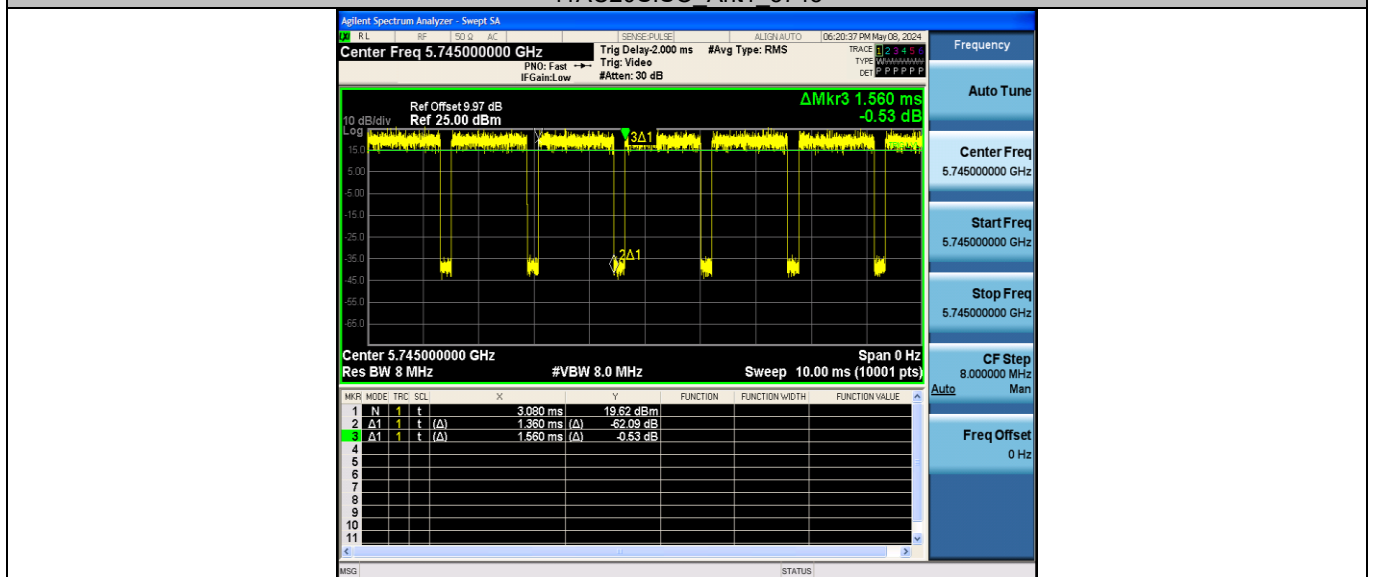 11AC20SISO_Ant1_5745
Agilent Spectrum Analyzer - Swept SA
RL RF 50 Ω AC SENSE:PULSE ALIGN AUTO 06:20:37 PM May 08, 2024
Center Freq 5.745000000 GHz
PNO: Fast
IFGain:Low
Trig Delay-2.000 ms
Trig: Video
#Atten: 30 dB
#Avg Type: RMS
TRACE 1 2 3 4 5 6
TYPE WWWWWW
DET P P P P P P
ΔMkr3 1.560 ms
-0.53 dB
Ref Offset 9.97 dB
10 dB/div Ref 25.00 dBm
Log
15.0
5.00
-5.00
-15.0
-25.0
-35.0
-45.0
-55.0
-65.0
3Δ1
2Δ1
Center 5.745000000 GHz Span 0 Hz
Res BW 8 MHz #VBW 8.0 MHz Sweep 10.00 ms (10001 pts)
MKR MODE TRC SCL X Y FUNCTION FUNCTION WIDTH FUNCTION VALUE
1 N 1 t 3.080 ms 19.62 dBm
2 Δ1 1 t (Δ) 1.360 ms (Δ) -62.09 dB
3 Δ1 1 t (Δ) 1.560 ms (Δ) -0.53 dB
4
5
6
7
8
9
10
11
MSG STATUS
Frequency
Auto Tune
Center Freq
5.745000000 GHz
Start Freq
5.745000000 GHz
Stop Freq
5.745000000 GHz
CF Step
8.000000 MHz
Auto Man
Freq Offset
0 Hz